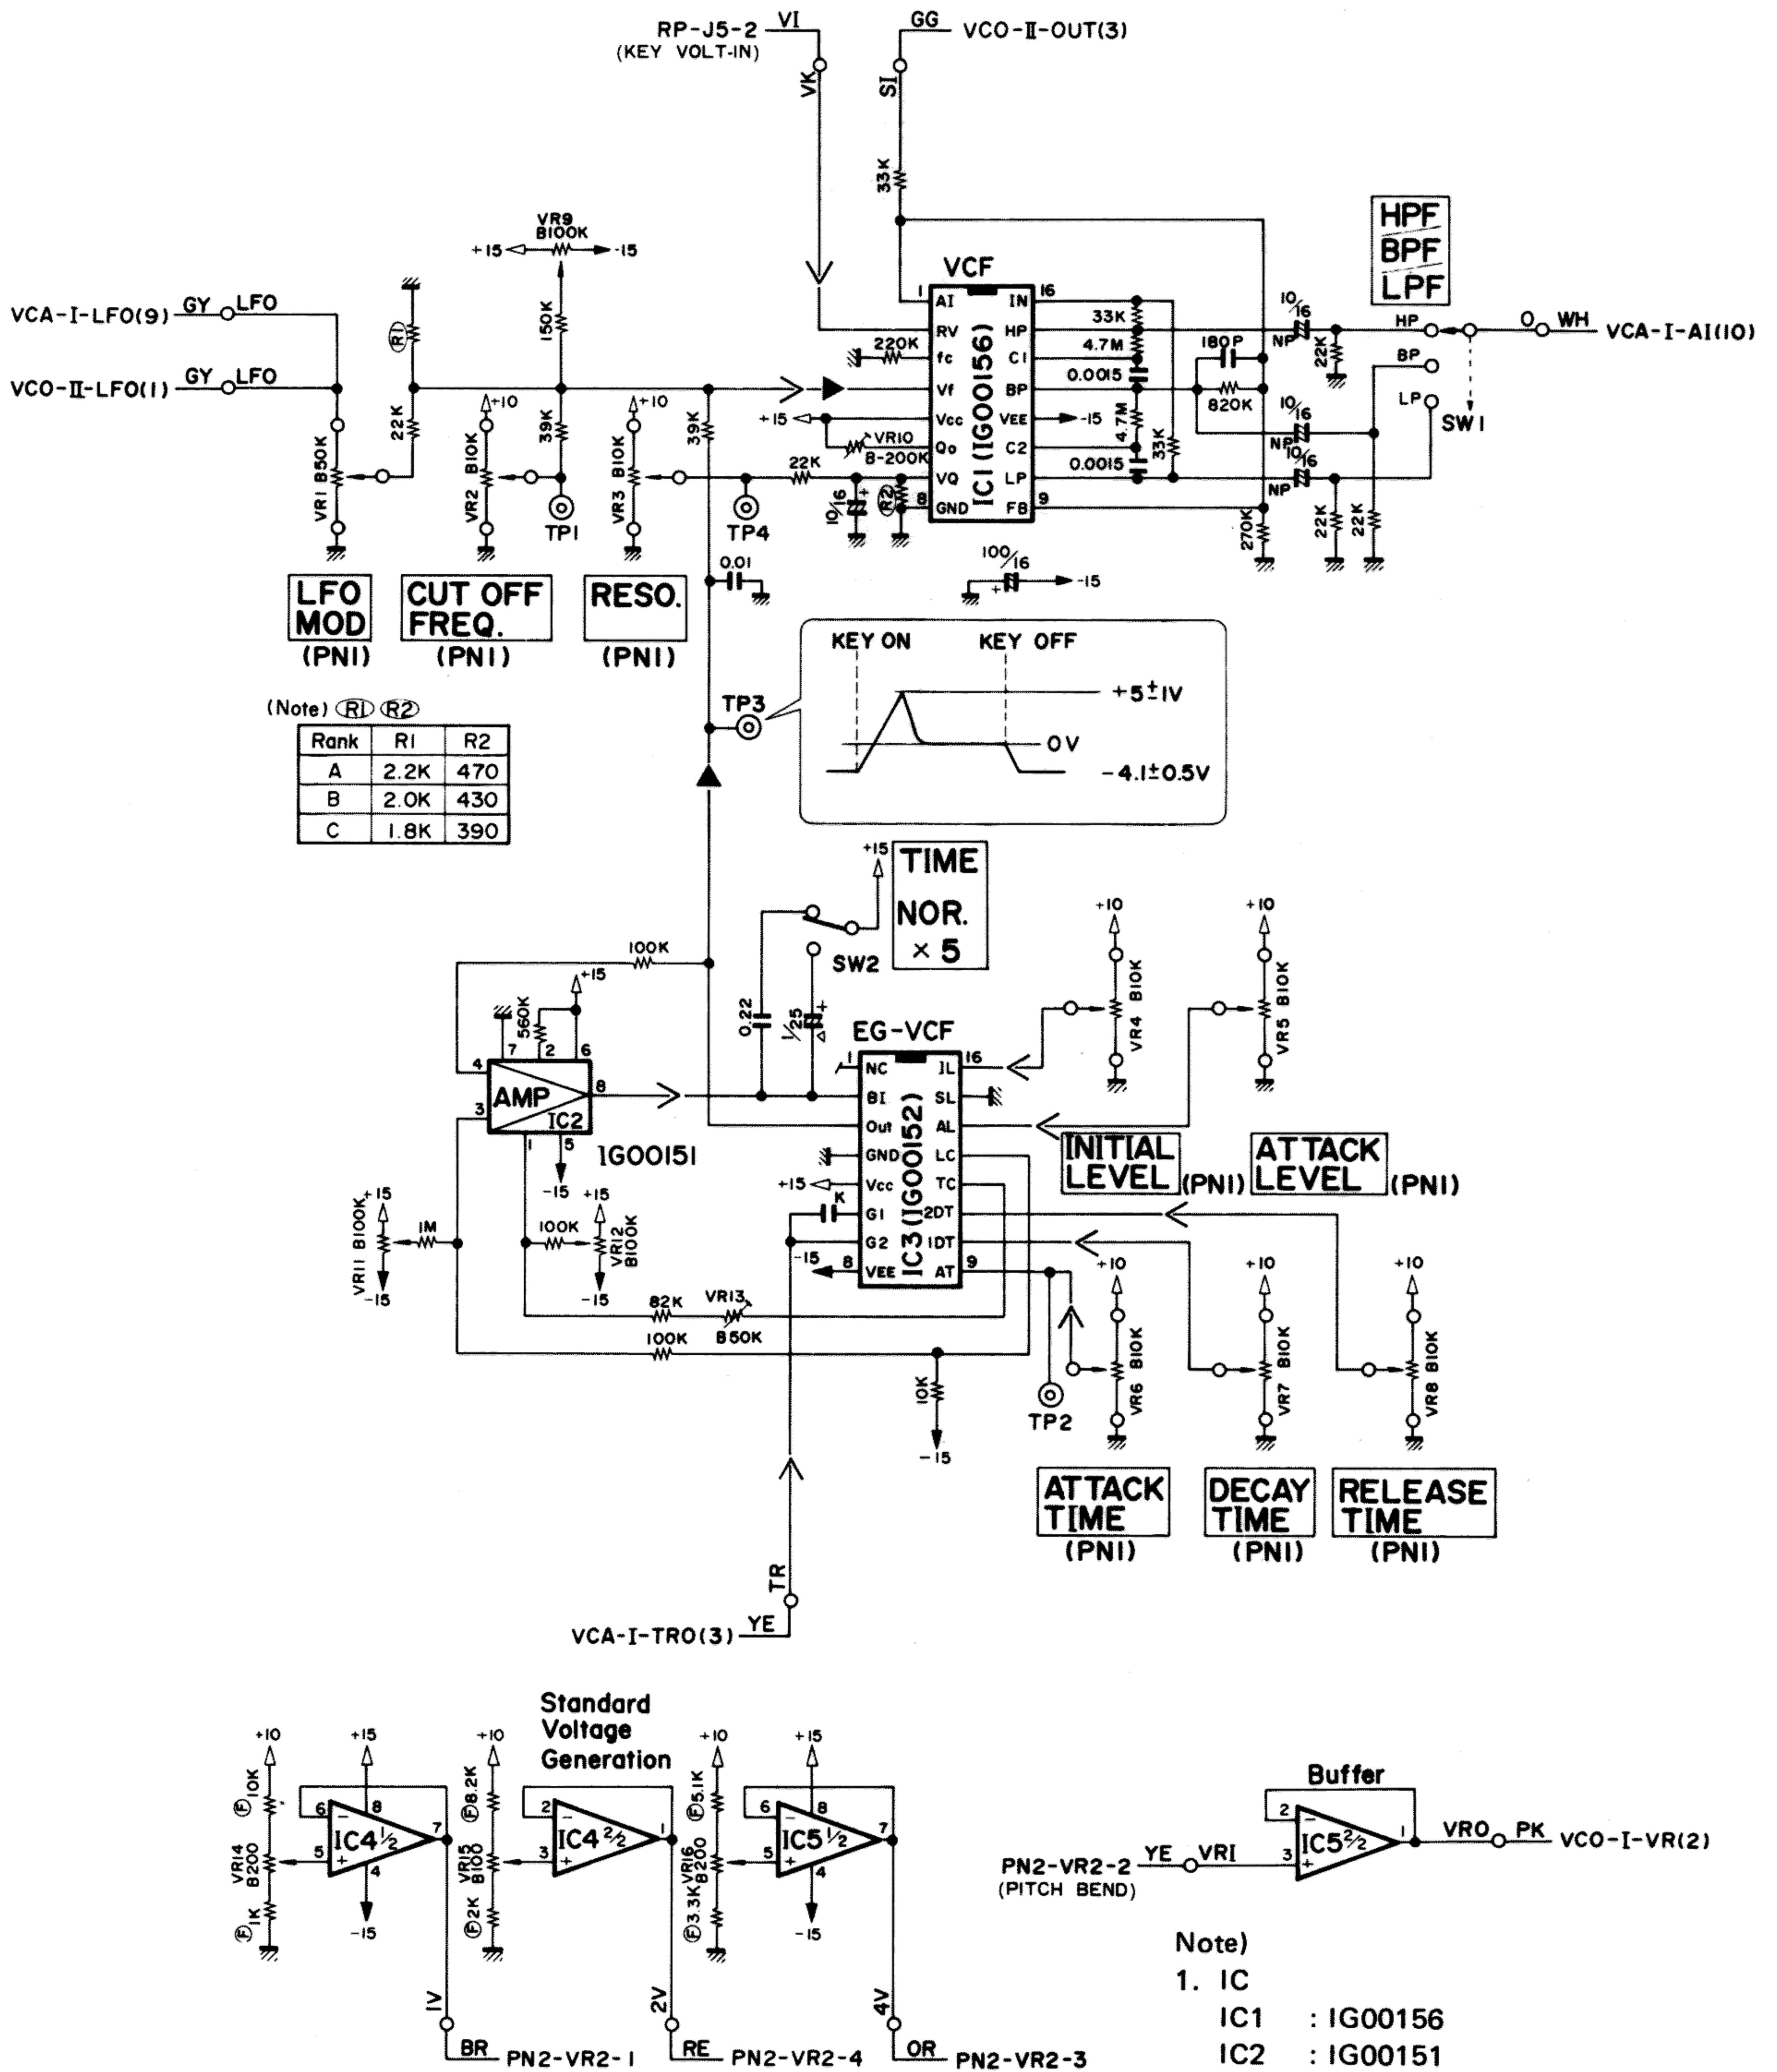 RP-J5-2 VI
(KEY VOLT-IN)
VK
GG VCO-II-OUT(3)
SI
33K
VR9
B100K
+15 -15
VCA-I-LFO(9) GY LFO
VCO-II-LFO(1) GY LFO
R1
150K
22K
+10
39K
+10
39K
VR1 B50K
VR2 B10K
VR3 B10K
TP1
TP4
LFO
MOD
(PN1)
CUT OFF
FREQ.
(PN1)
RESO.
(PN1)
VCF
IC1 (IG00156)
1 AI IN 16
RV HP
fc C1
Vf BP
Vcc VEE
Qo C2
VQ LP
8 GND FB 9
220K
+15
VR10
B-200K
22K
10/16 +
R2
33K
4.7M
0.0015
-15
4.7M
0.0015
33K
180P
820K
270K
10/16
NP
10/16
NP
10/16
NP
22K
22K
22K
HPF
BPF
LPF
HP
BP
LP
SW1
O WH VCA-I-AI(10)
0.01
100/16
+ -15
KEY ON KEY OFF
+5±1V
0V
-4.1±0.5V
TP3
(Note) R1 R2
Rank R1 R2
A 2.2K 470
B 2.0K 430
C 1.8K 390
+15
TIME
NOR.
×5
SW2
100K
+15
560K
7 2 6
4
3
AMP
IC2
8
1 5
IG00151
-15
0.22
1/25 +
EG-VCF
IC3 (IG00152)
1 NC IL 16
BI SL
Out AL
GND LC
Vcc TC
G1 2DT
G2 1DT
8 VEE AT 9
+15
K
-15
+10
VR4 B10K
+10
VR5 B10K
INITIAL
LEVEL (PN1)
ATTACK
LEVEL (PN1)
+15
VR11 B100K
-15
1M
100K
+15
VR12
B100K
-15
82K
VR13
B50K
100K
10K
-15
TP2
+10
VR6 B10K
+10
VR7 B10K
+10
VR8 B10K
ATTACK
TIME
(PN1)
DECAY
TIME
(PN1)
RELEASE
TIME
(PN1)
TR
VCA-I-TRO(3) YE
Standard
Voltage
Generation
+10
F 10K
VR14
B200
F 1K
+15
6 -
5 +
8
4
7
IC4 1/2
-15
1V
BR PN2-VR2-1
+10
F 8.2K
VR15
B100
F 2K
2 -
3 +
1
IC4 2/2
2V
RE PN2-VR2-4
+10
F 5.1K
VR16
B200
F 3.3K
+15
6 -
5 +
8
4
7
IC5 1/2
-15
4V
OR PN2-VR2-3
Buffer
2 -
3 +
1
IC5 2/2
PN2-VR2-2 YE VRI
(PITCH BEND)
VRO PK VCO-I-VR(2)
Note)
1. IC
IC1 : IG00156
IC2 : IG00151